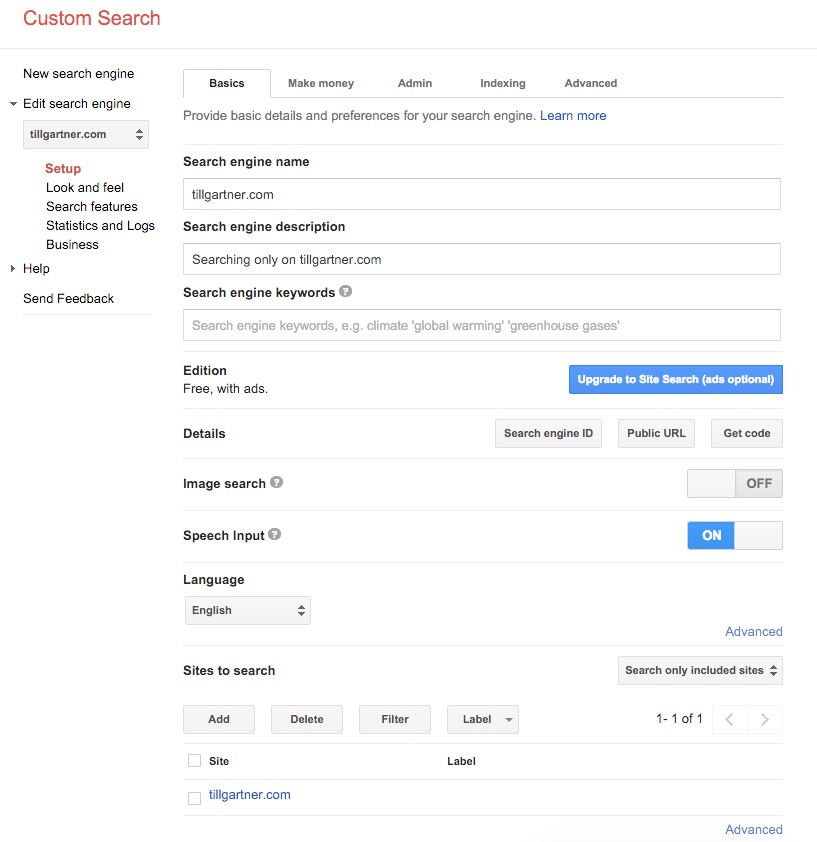 Custom Search
New search engine
Edit search engine
tillgartner.com
Setup
Look and feel
Search features
Statistics and Logs
Business
Help
Send Feedback
Basics Make money Admin Indexing Advanced
Provide basic details and preferences for your search engine. Learn more
Search engine name
tillgartner.com
Search engine description
Searching only on tillgartner.com
Search engine keywords ?
Search engine keywords, e.g. climate 'global warming' 'greenhouse gases'
Edition
Free, with ads.
Upgrade to Site Search (ads optional)
Details Search engine ID Public URL Get code
Image search ? OFF
Speech Input ? ON
Language
English
Advanced
Sites to search Search only included sites
Add Delete Filter Label 1- 1 of 1
Site Label
tillgartner.com
Advanced